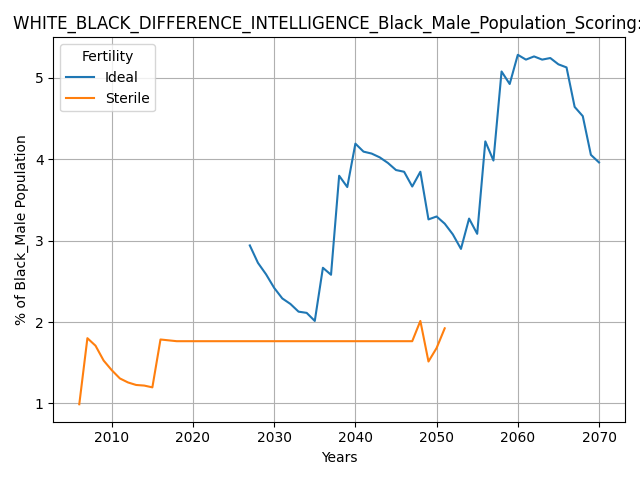 WHITE_BLACK_DIFFERENCE_INTELLIGENCE_Black_Male_Population_Scoring:
Fertility
Ideal
Sterile
5
4
3
2
1
% of Black_Male Population
2010 2020 2030 2040 2050 2060 2070
Years